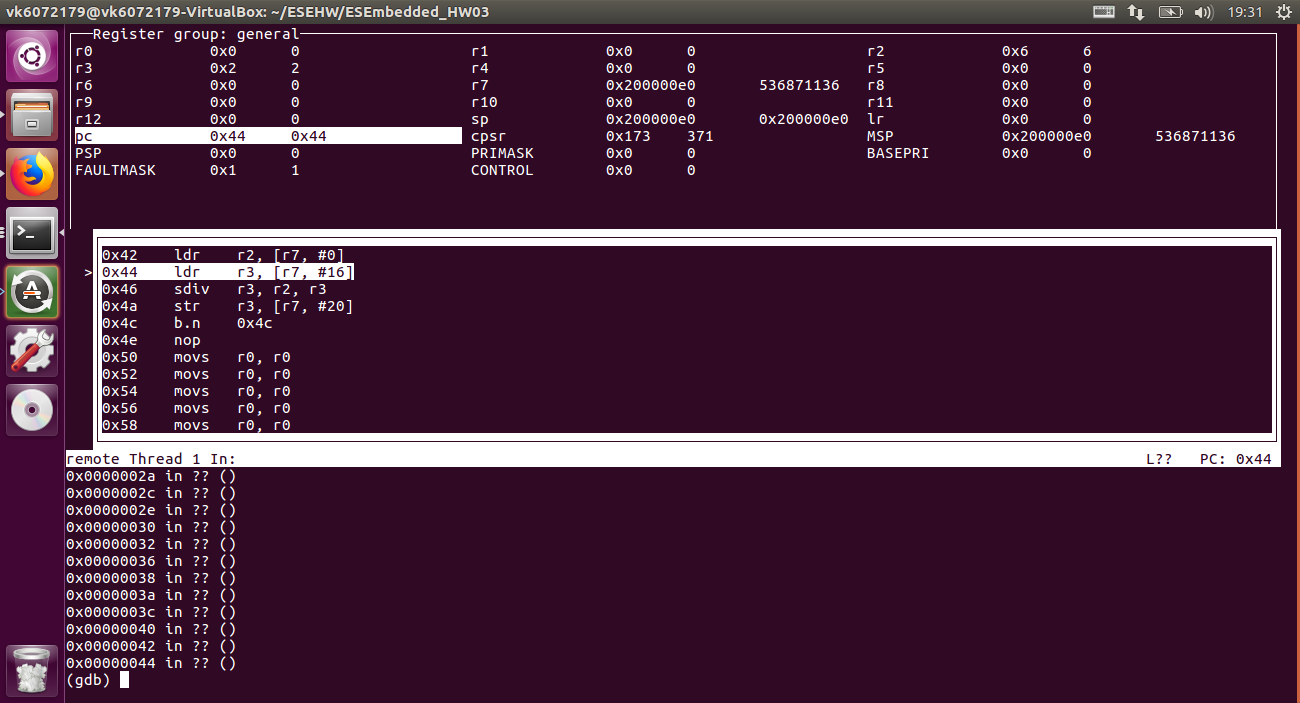 vk6072179@vk6072179-VirtualBox: ~/ESEHW/ESEmbedded_HW03 19:31
Register group: general
r0 0x0 0 r1 0x0 0 r2 0x6 6
r3 0x2 2 r4 0x0 0 r5 0x0 0
r6 0x0 0 r7 0x200000e0 536871136 r8 0x0 0
r9 0x0 0 r10 0x0 0 r11 0x0 0
r12 0x0 0 sp 0x200000e0 0x200000e0 lr 0x0 0
pc 0x44 0x44 cpsr 0x173 371 MSP 0x200000e0 536871136
PSP 0x0 0 PRIMASK 0x0 0 BASEPRI 0x0 0
FAULTMASK 0x1 1 CONTROL 0x0 0
0x42 ldr r2, [r7, #0]
> 0x44 ldr r3, [r7, #16]
0x46 sdiv r3, r2, r3
0x4a str r3, [r7, #20]
0x4c b.n 0x4c
0x4e nop
0x50 movs r0, r0
0x52 movs r0, r0
0x54 movs r0, r0
0x56 movs r0, r0
0x58 movs r0, r0
remote Thread 1 In: L?? PC: 0x44
0x0000002a in ?? ()
0x0000002c in ?? ()
0x0000002e in ?? ()
0x00000030 in ?? ()
0x00000032 in ?? ()
0x00000036 in ?? ()
0x00000038 in ?? ()
0x0000003a in ?? ()
0x0000003c in ?? ()
0x00000040 in ?? ()
0x00000042 in ?? ()
0x00000044 in ?? ()
(gdb)